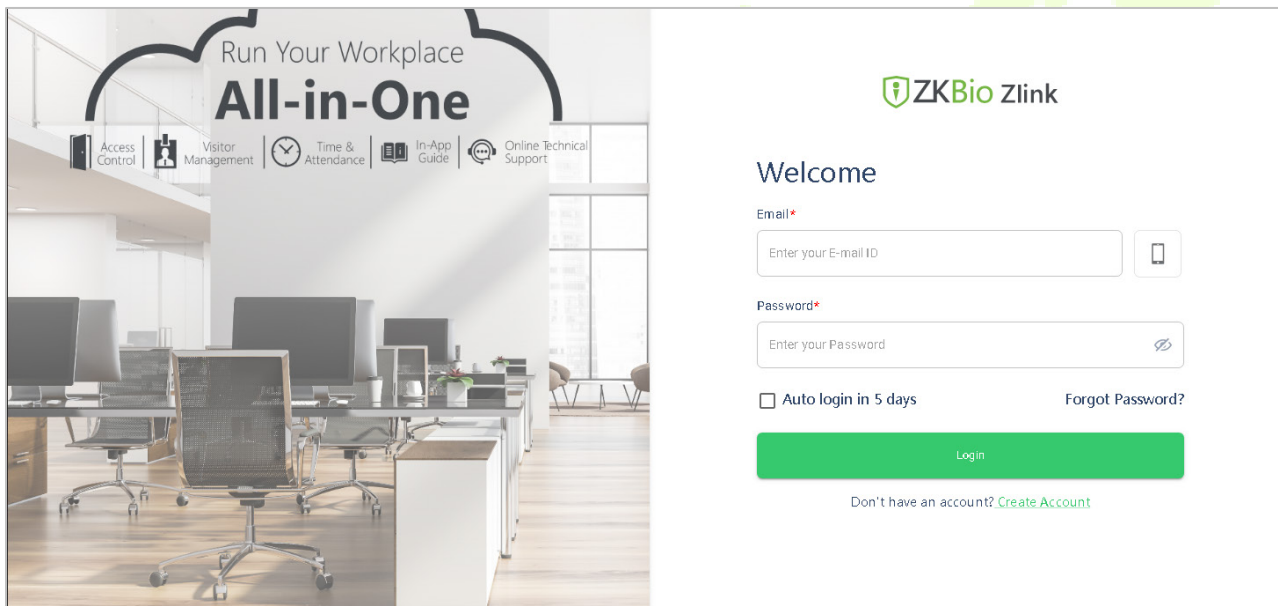 Run Your Workplace
All-in-One
Access Control
Visitor Management
Time & Attendance
In-App Guide
Online Technical Support
ZKBio Zlink
Welcome
Email*
Enter your E-mail ID
Password*
Enter your Password
Auto login in 5 days
Forgot Password?
Login
Don't have an account? Create Account